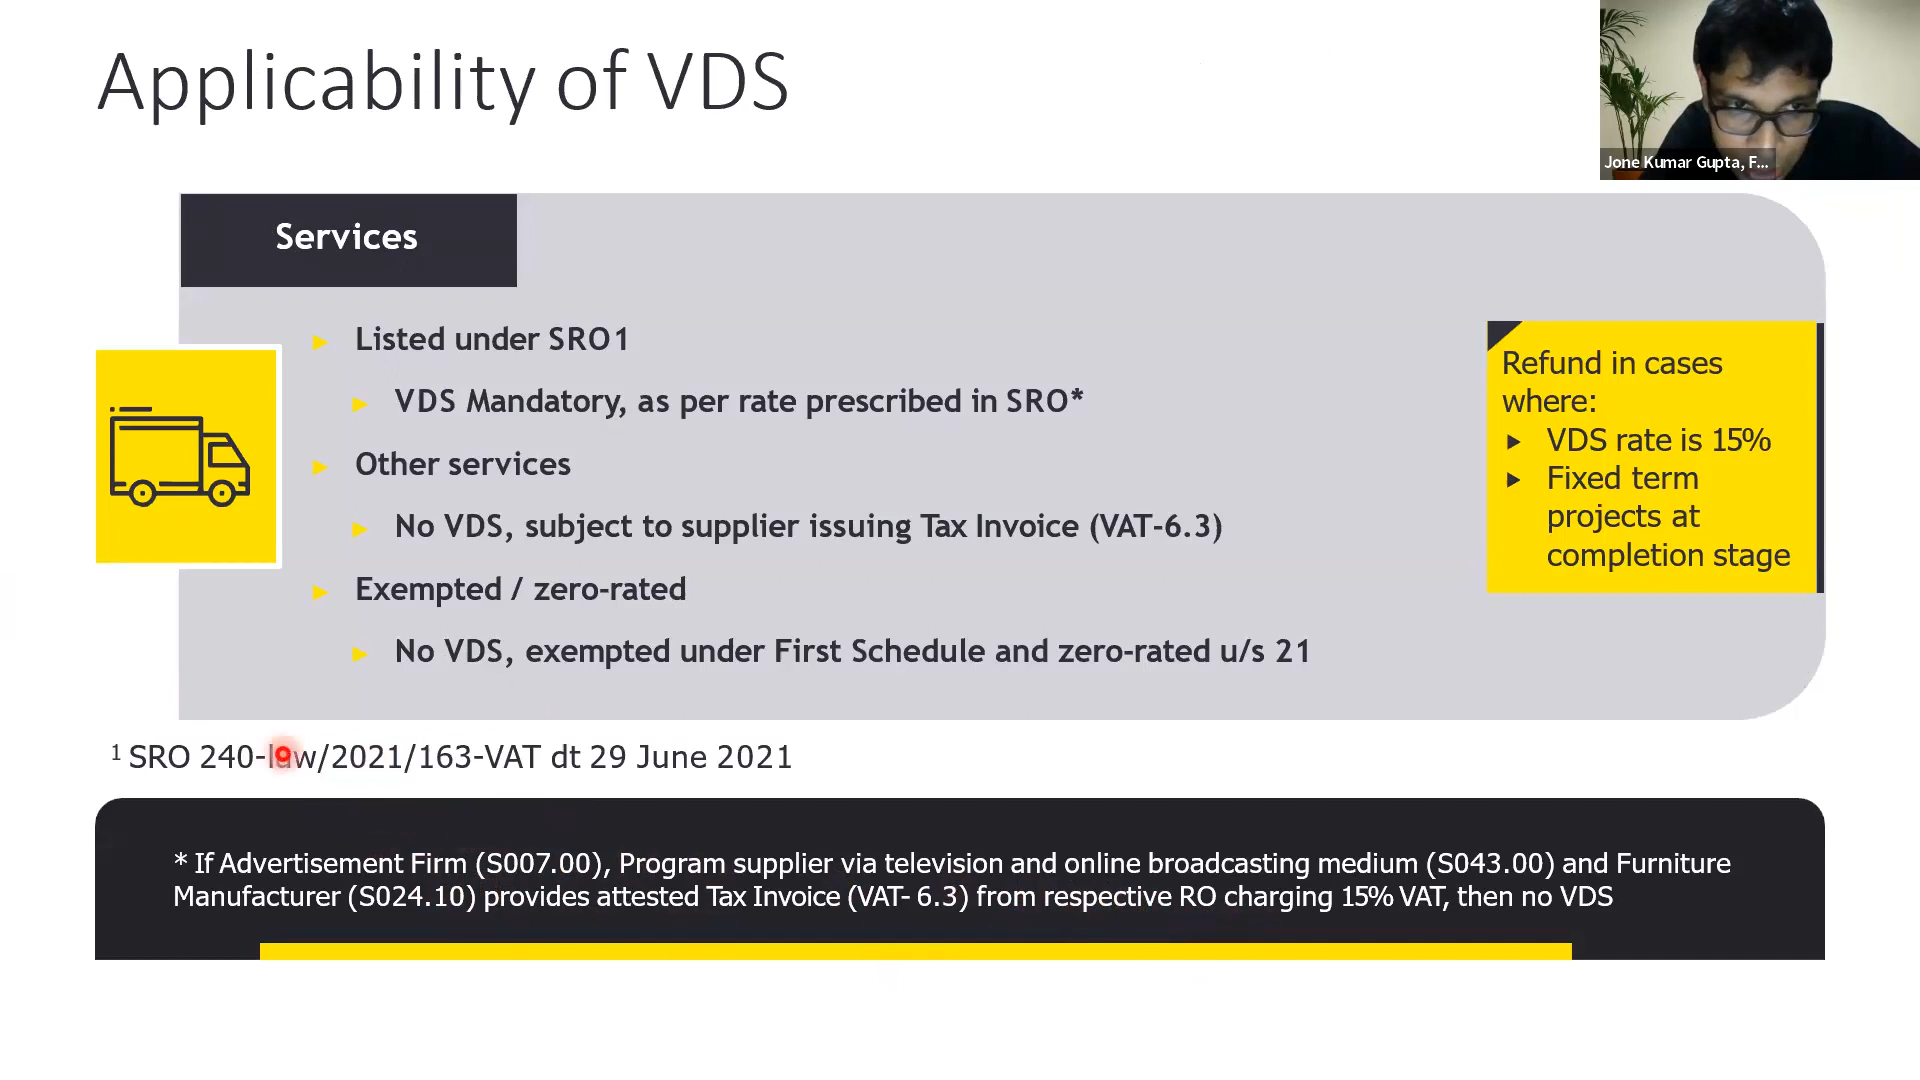 Applicability of VDS
Jone Kumar Gupta, F...
Services
► Listed under SRO1
► VDS Mandatory, as per rate prescribed in SRO*
► Other services
► No VDS, subject to supplier issuing Tax Invoice (VAT-6.3)
► Exempted / zero-rated
► No VDS, exempted under First Schedule and zero-rated u/s 21
Refund in cases
where:
► VDS rate is 15%
► Fixed term
projects at
completion stage
¹ SRO 240-law/2021/163-VAT dt 29 June 2021
* If Advertisement Firm (S007.00), Program supplier via television and online broadcasting medium (S043.00) and Furniture
Manufacturer (S024.10) provides attested Tax Invoice (VAT- 6.3) from respective RO charging 15% VAT, then no VDS